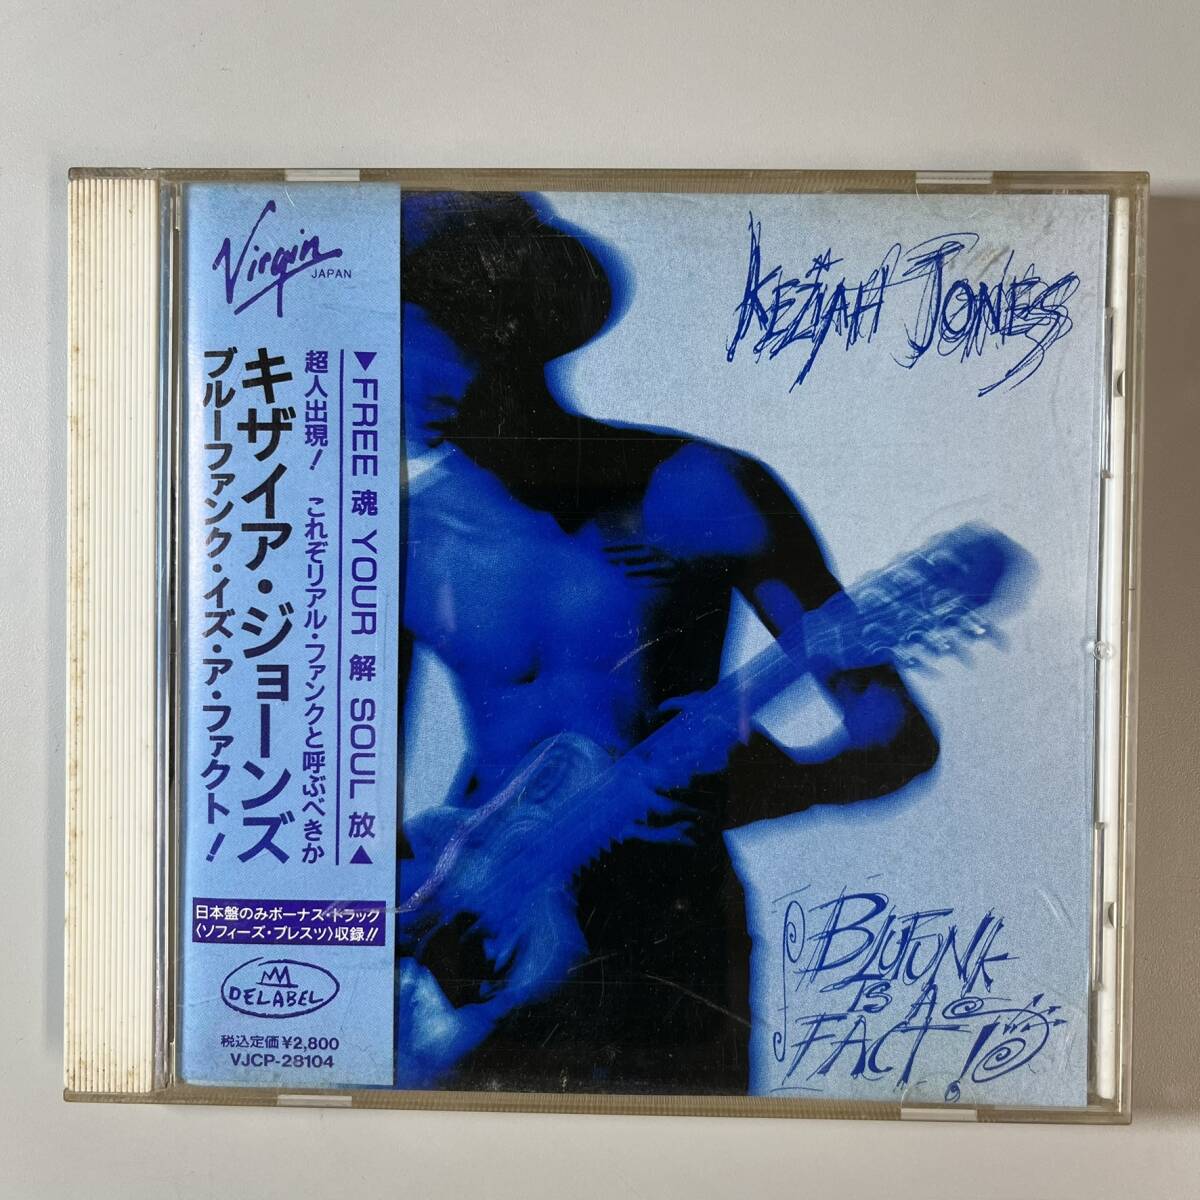 Virgin
JAPAN
▼FREE 魂 YOUR 解 SOUL 放▲
超人出現! これぞリアル・ファンクと呼ぶべきか
キザイア・ジョーンズ
ブルーファンク・イズ・ア・ファクト!
日本盤のみボーナス・トラック
〈ソフィーズ・プレスツ〉収録!!
DELABEL
税込定価¥2,800
VJCP-28104
KEZIAH JONES
BLUFUNK
IS A
FACT!